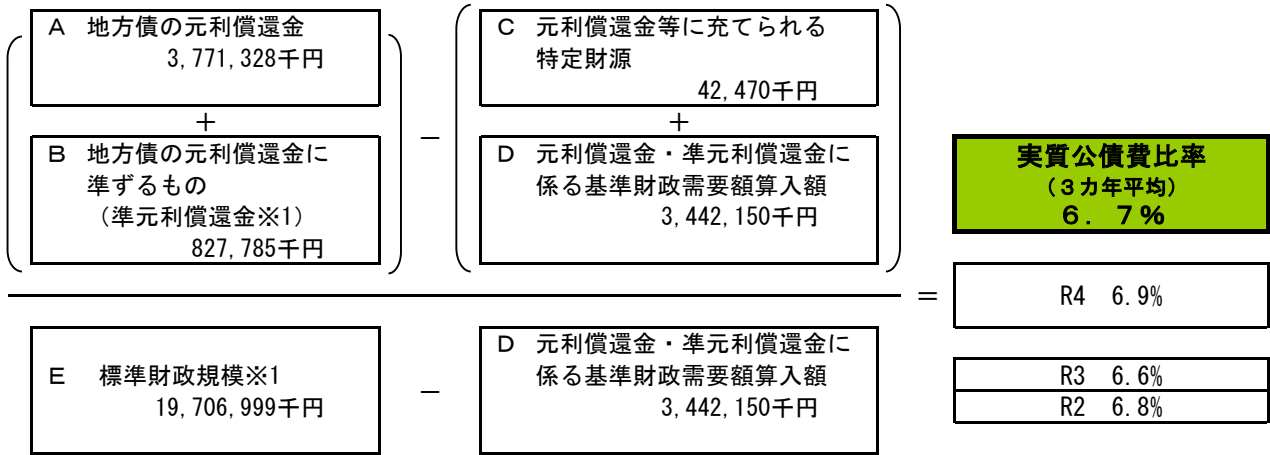 A 地方債の元利償還金
3,771,328千円
+
B 地方債の元利償還金に
準ずるもの
（準元利償還金※1）
827,785千円
－
C 元利償還金等に充てられる
特定財源
42,470千円
+
D 元利償還金・準元利償還金に
係る基準財政需要額算入額
3,442,150千円
E 標準財政規模※1
19,706,999千円
－
D 元利償還金・準元利償還金に
係る基準財政需要額算入額
3,442,150千円
＝
実質公債費比率
（３カ年平均）
６．７％
R4 6.9%
R3 6.6%
R2 6.8%